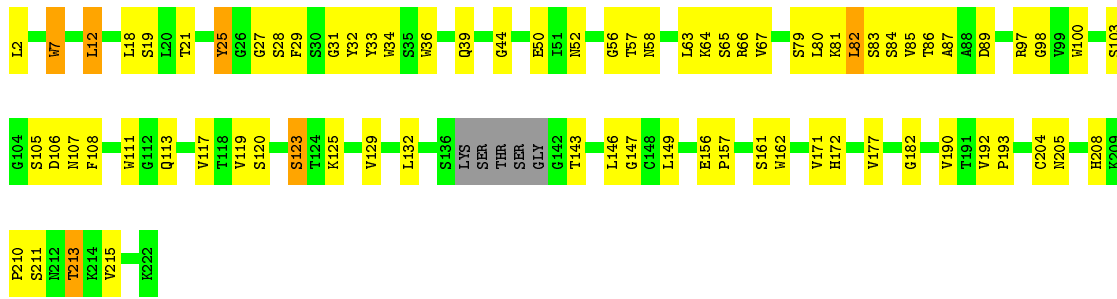 L2 W7 L12 L18 S19 L20 T21 Y25 G26 G27 S28 F29 S30 G31 Y32 Y33 W34 S35 W36 Q39 G44 E50 I51 N52 G56 T57 N58 L63 K64 S65 R66 V67 S79 L80 K81 L82 S83 S84 V85 T86 A87 A88 D89 R97 G98 V99 W100 S103
G104 S105 D106 N107 F108 W111 G112 Q113 V117 T118 V119 S120 S123 T124 K125 V129 L132 S136 LYS SER THR SER GLY G142 T143 L146 G147 C148 L149 E156 P157 S161 W162 V171 H172 V177 G182 V190 T191 V192 P193 C204 N205 H208 K209
P210 S211 N212 T213 K214 V215 K222